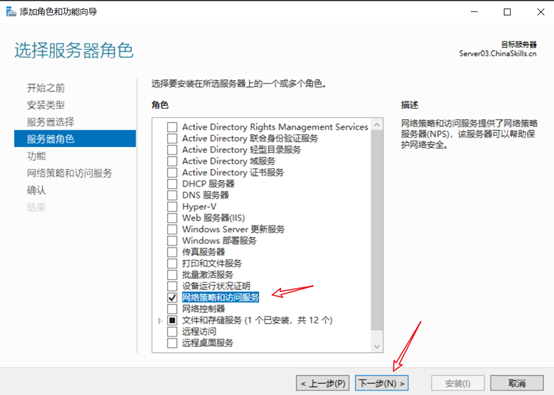 添加角色和功能向导
选择服务器角色
目标服务器
Server03.ChinaSkills.cn
开始之前
安装类型
服务器选择
服务器角色
功能
网络策略和访问服务
确认
结果
选择要安装在所选服务器上的一个或多个角色。
角色
Active Directory Rights Management Services
Active Directory 联合身份验证服务
Active Directory 轻型目录服务
Active Directory 域服务
Active Directory 证书服务
DHCP 服务器
DNS 服务器
Hyper-V
Web 服务器(IIS)
Windows Server 更新服务
Windows 部署服务
传真服务器
打印和文件服务
批量激活服务
设备运行状况证明
网络策略和访问服务
网络控制器
文件和存储服务 (1 个已安装，共 12 个)
远程访问
远程桌面服务
描述
网络策略和访问服务提供了网络策略
服务器(NPS)，该服务器可以帮助保
护网络安全。
< 上一步(P)
下一步(N) >
安装(I)
取消